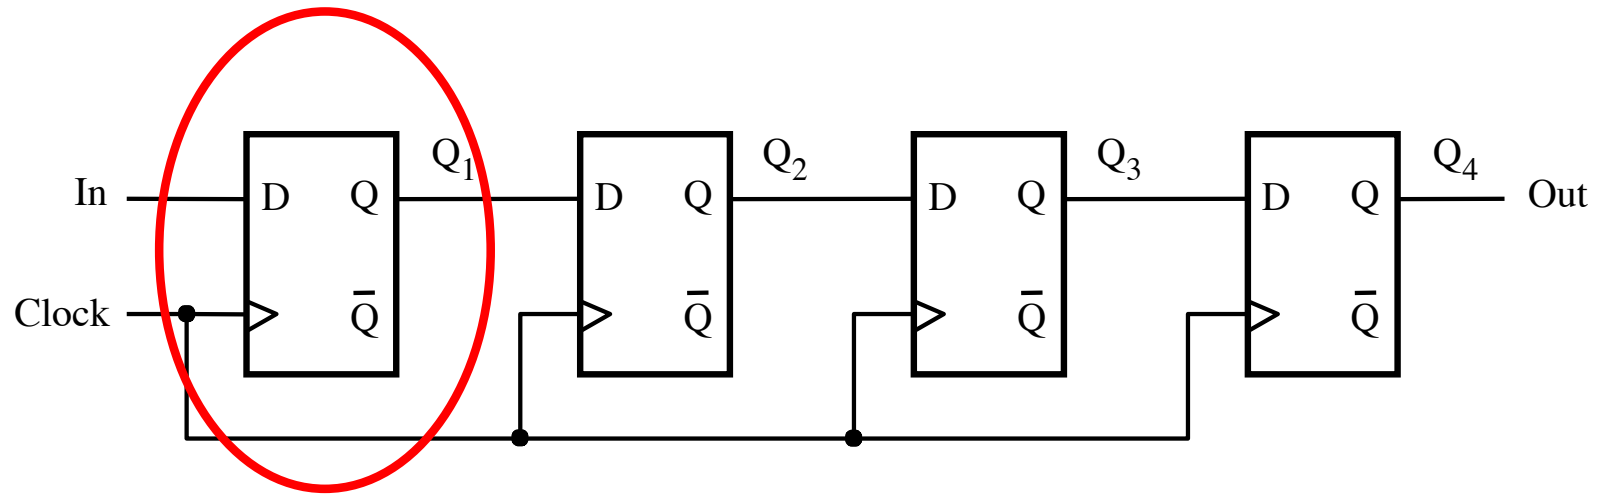 Q₁ Q₂ Q₃ Q₄
In D Q D Q D Q D Q Out
Clock Q̅ Q̅ Q̅ Q̅